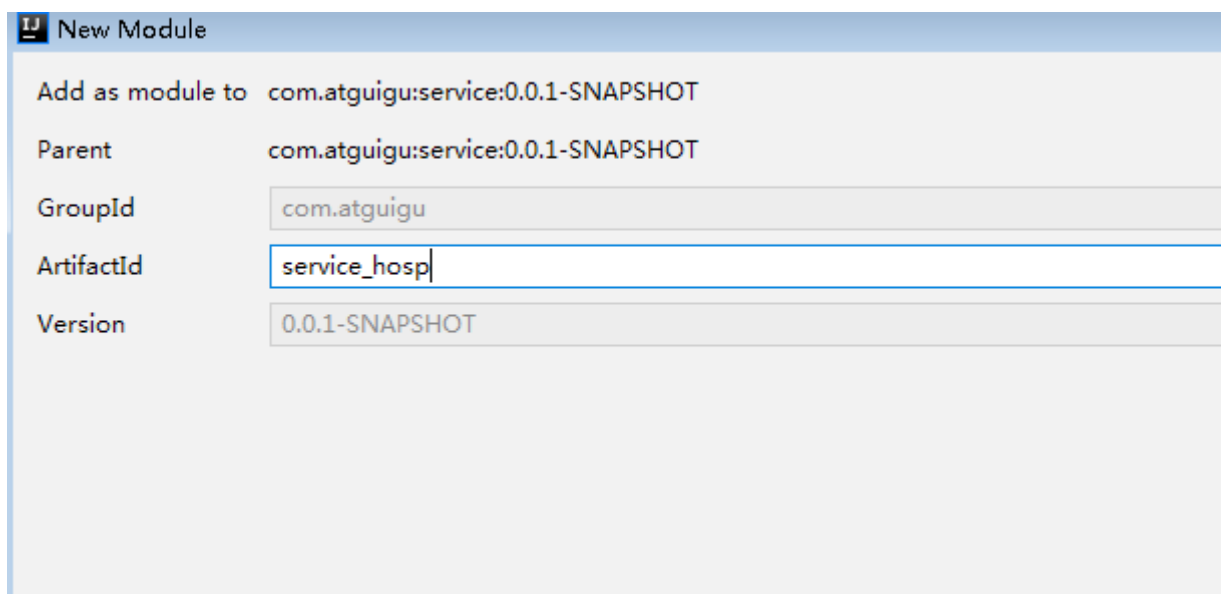 IJ New Module
Add as module to com.atguigu:service:0.0.1-SNAPSHOT
Parent com.atguigu:service:0.0.1-SNAPSHOT
GroupId com.atguigu
ArtifactId service_hosp
Version 0.0.1-SNAPSHOT